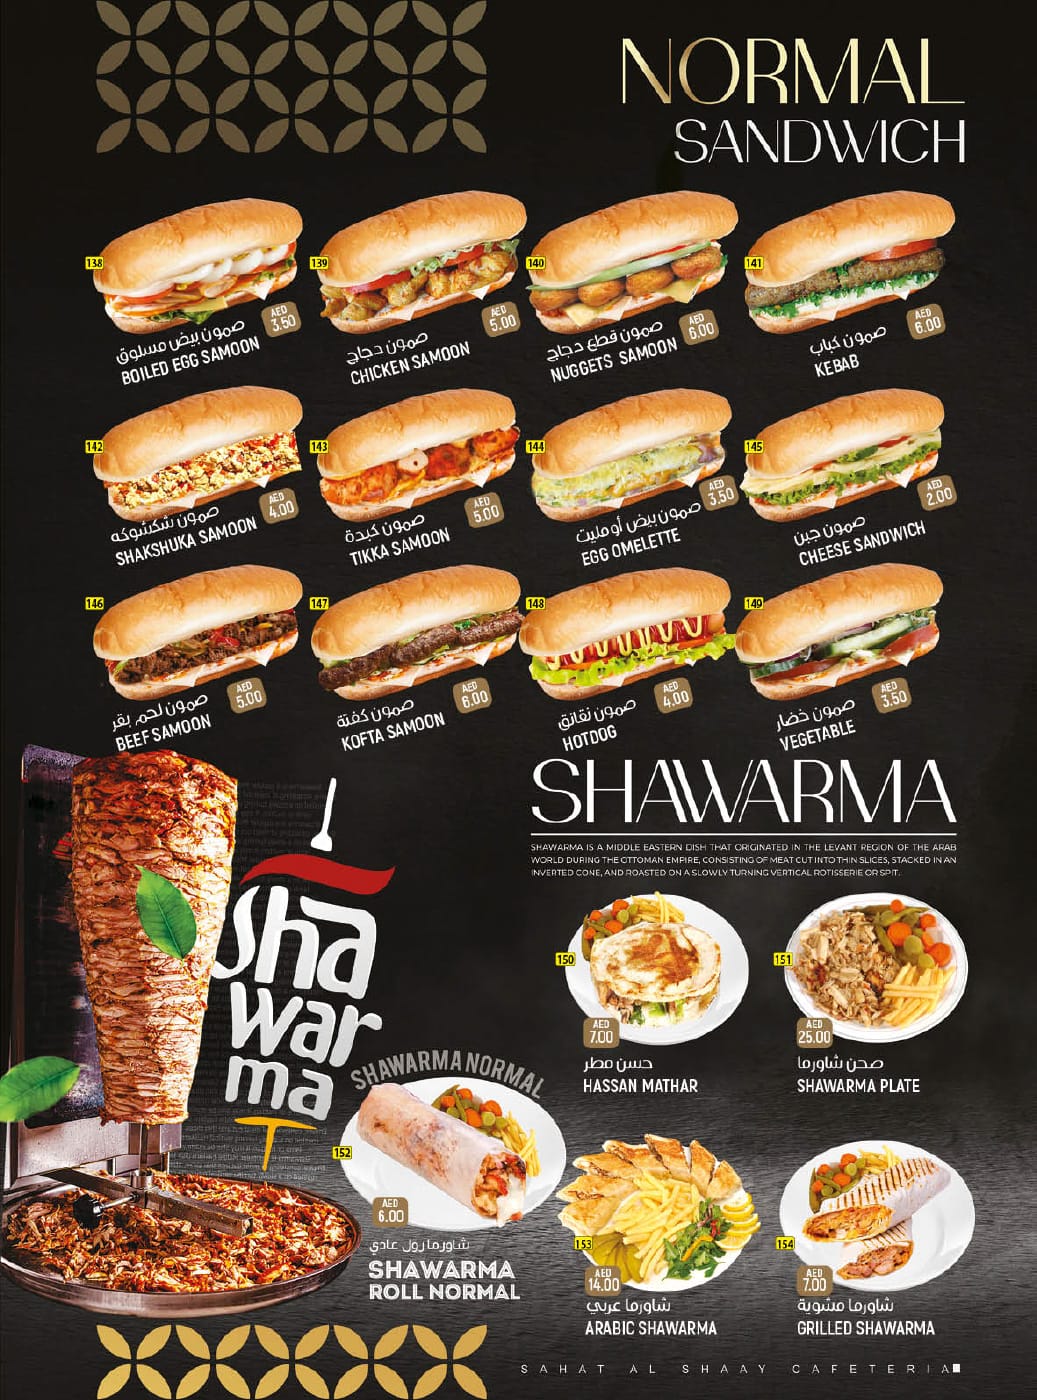 NORMAL
SANDWICH
138
AED
3.50
صمون بيض مسلوق
BOILED EGG SAMOON
139
AED
5.00
صمون دجاج
CHICKEN SAMOON
140
AED
6.00
صمون قطع دجاج
NUGGETS SAMOON
141
AED
6.00
صمون كباب
KEBAB
142
AED
4.00
صمون شكشوكه
SHAKSHUKA SAMOON
143
AED
5.00
صمون كبدة
TIKKA SAMOON
144
AED
3.50
صمون بيض أومليت
EGG OMELETTE
145
AED
2.00
صمون جبن
CHEESE SANDWICH
146
AED
5.00
صمون لحم بقر
BEEF SAMOON
147
AED
6.00
صمون كفتة
KOFTA SAMOON
148
AED
4.00
صمون نقانق
HOTDOG
149
AED
3.50
صمون خضار
VEGETABLE
SHAWARMA
SHAWARMA IS A MIDDLE EASTERN DISH THAT ORIGINATED IN THE LEVANT REGION OF THE ARAB
WORLD DURING THE OTTOMAN EMPIRE, CONSISTING OF MEAT CUT INTO THIN SLICES, STACKED IN AN
INVERTED CONE, AND ROASTED ON A SLOWLY TURNING VERTICAL ROTISSERIE OR SPIT.
Sha
war
ma
150
AED
7.00
حسن مطر
HASSAN MATHAR
151
AED
25.00
صحن شاورما
SHAWARMA PLATE
SHAWARMA NORMAL
152
AED
6.00
شاورما رول عادي
SHAWARMA
ROLL NORMAL
153
AED
14.00
شاورما عربي
ARABIC SHAWARMA
154
AED
7.00
شاورما مشوية
GRILLED SHAWARMA
SAHAT AL SHAAY CAFETERIA